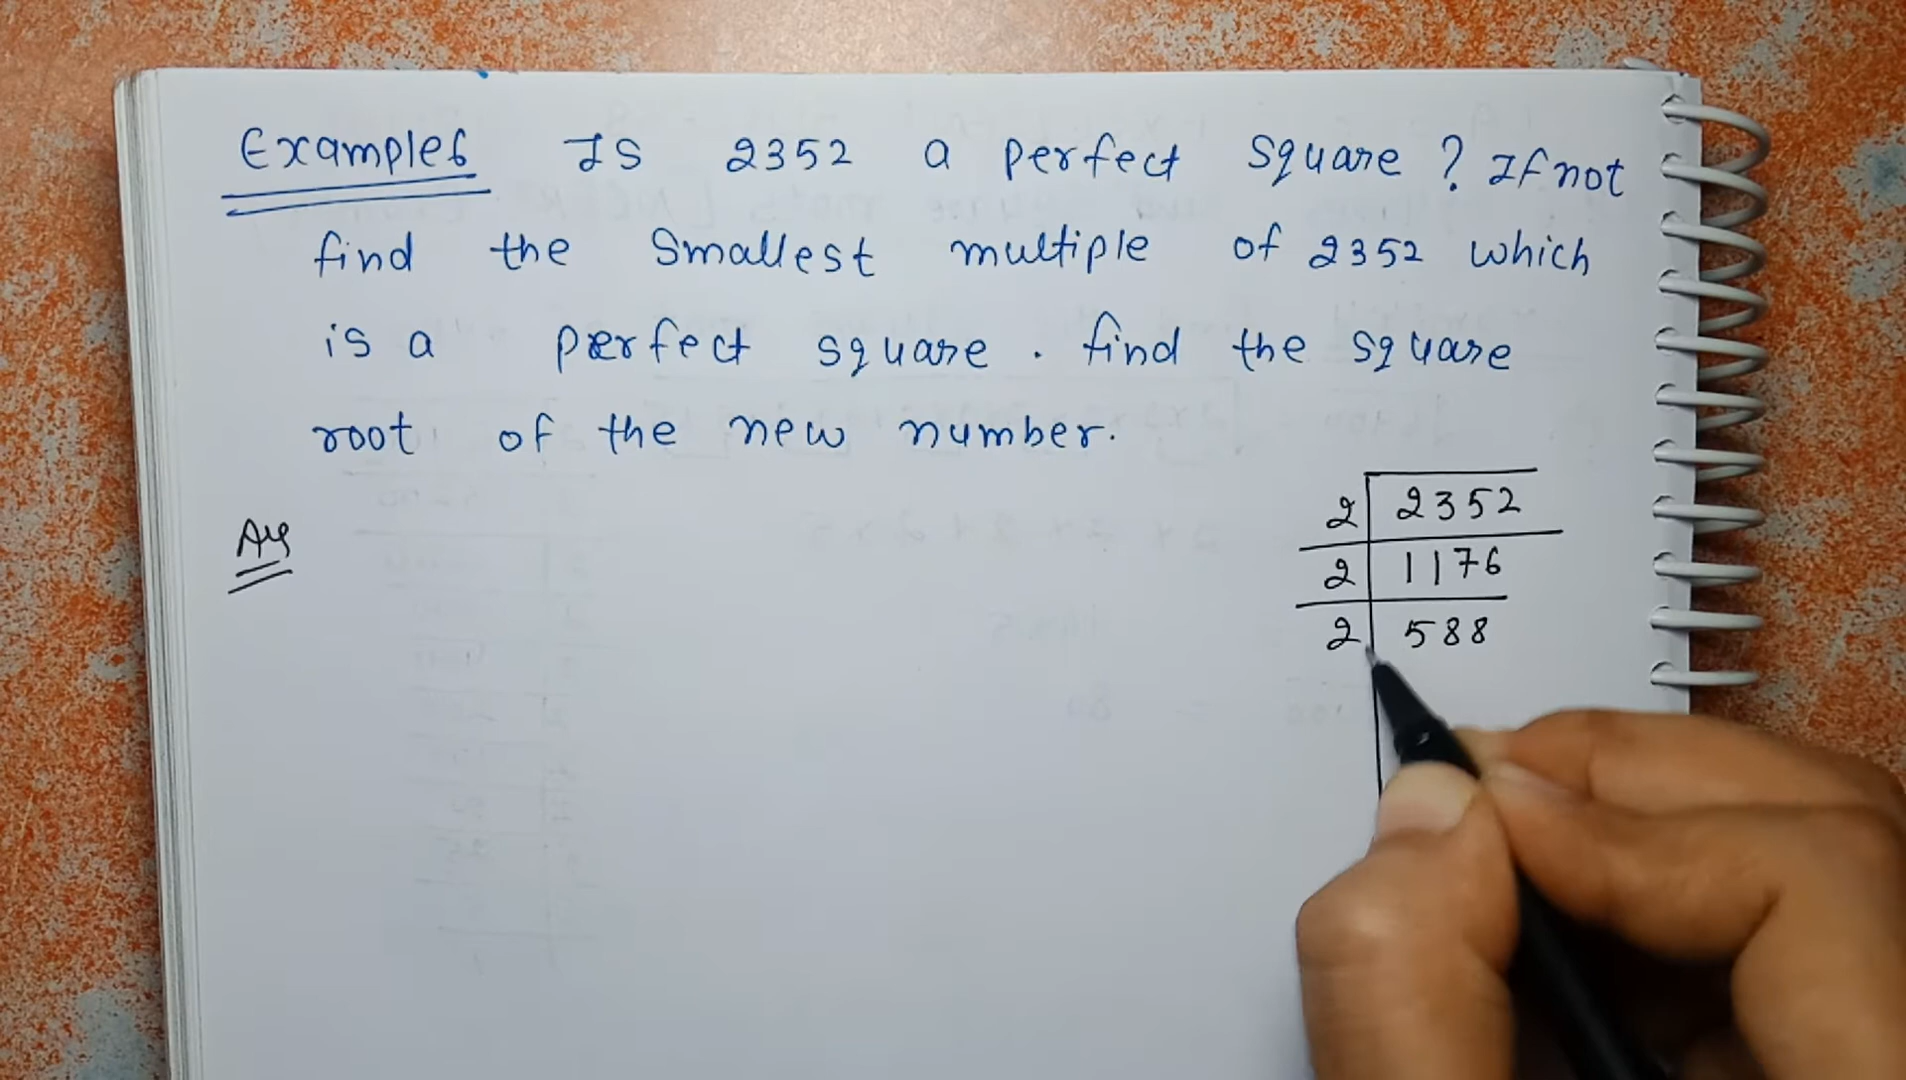 Example6 Is 2352 a perfect square ? If not
find the smallest multiple of 2352 which
is a perfect square . find the square
root of the new number.
Ans
2 2352
2 1176
2 588